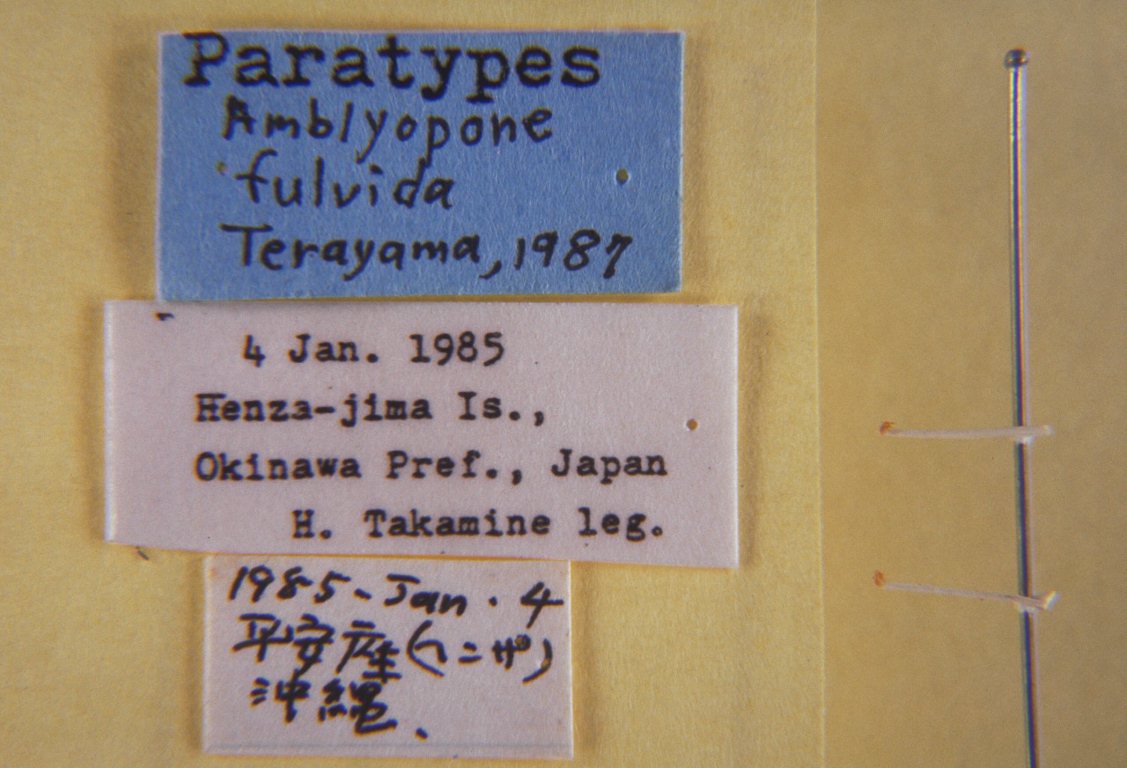 Paratypes
Amblyopone
fulvida
Terayama, 1987
4 Jan. 1985
Henza-jima Is.,
Okinawa Pref., Japan
H. Takamine leg.
1985-Jan・4
平安座(ヘンザ)
沖縄.